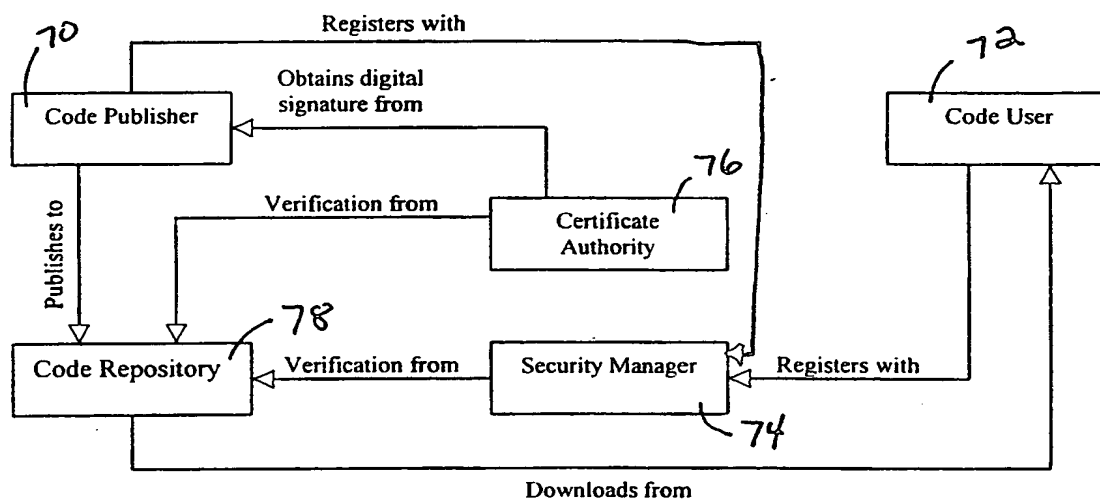 Registers with
70
72
Obtains digital
signature from
Code Publisher
Code User
76
Verification from
Certificate
Authority
Publishes to
78
Code Repository
Verification from
Security Manager
Registers with
74
Downloads from